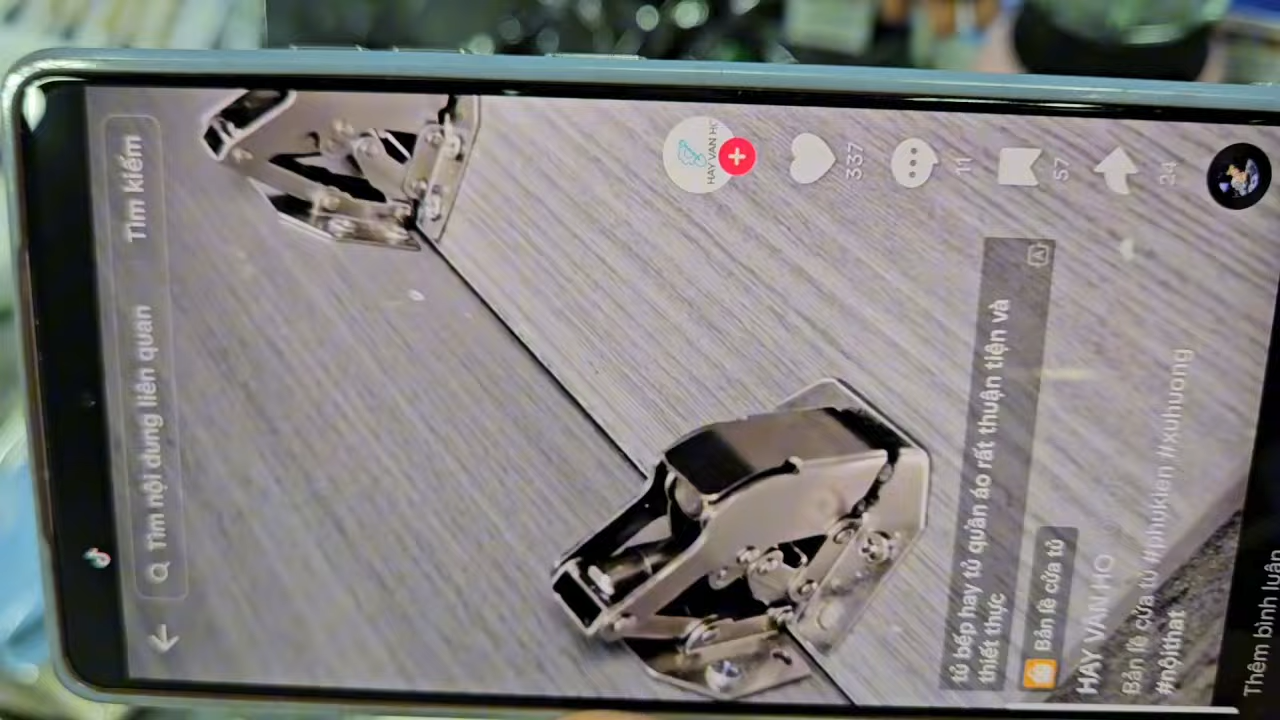 Tìm nội dung liên quan
Tìm kiếm
HAY VAN HO
337
11
57
24
tủ bếp hay tủ quần áo rất thuận tiện và
thiết thực
Bản lề cửa tủ
HAY VAN HO
Bản lề cửa tủ #phukien #xuhuong
#nộithat
Thêm bình luận